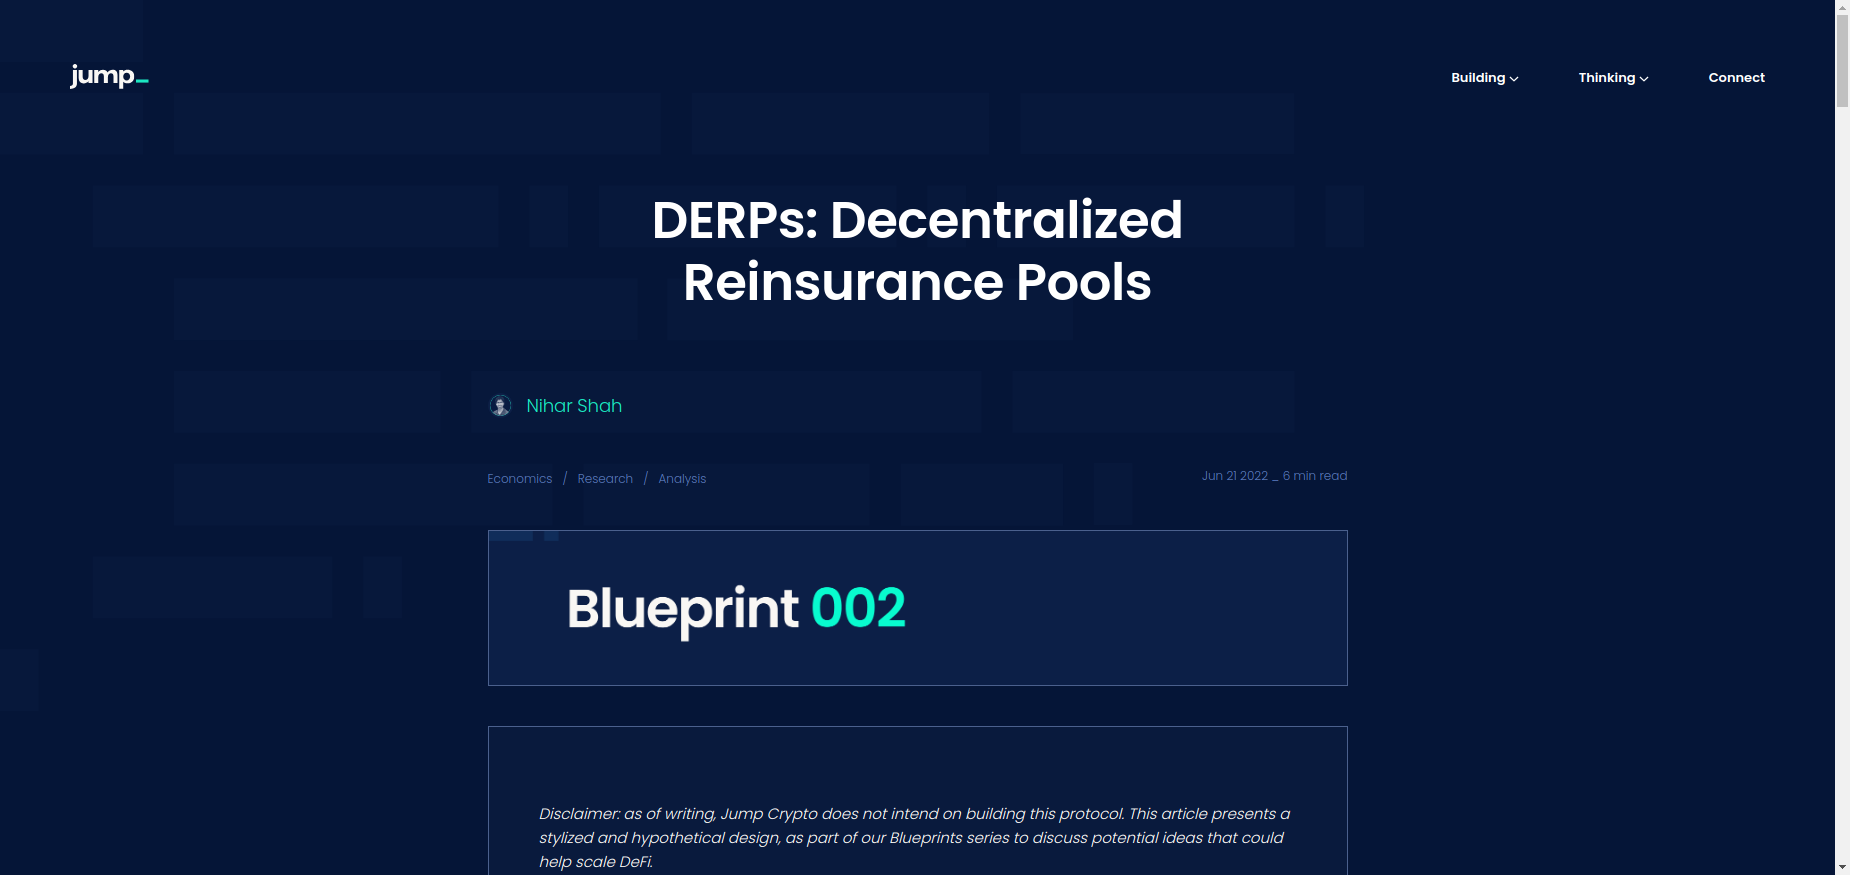 jump_
Building
Thinking
Connect
DERPs: Decentralized
Reinsurance Pools
Nihar Shah
Economics / Research / Analysis
Jun 21 2022 _ 6 min read
Blueprint 002
Disclaimer: as of writing, Jump Crypto does not intend on building this protocol. This article presents a
stylized and hypothetical design, as part of our Blueprints series to discuss potential ideas that could
help scale DeFi.